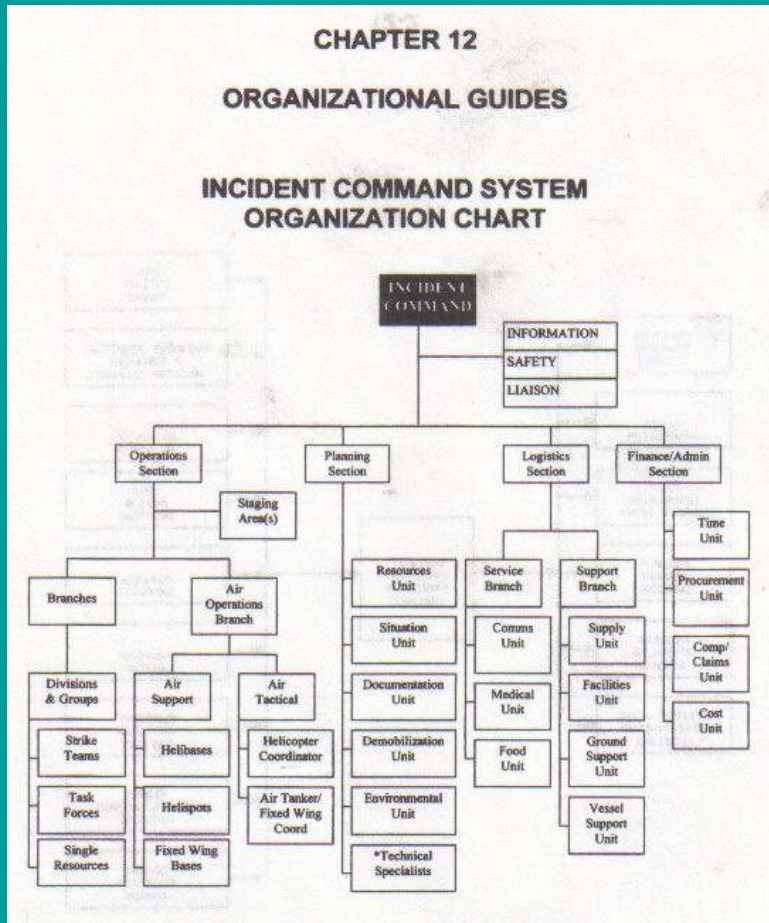 CHAPTER 12
ORGANIZATIONAL GUIDES
INCIDENT COMMAND SYSTEM
ORGANIZATION CHART
INCIDENT
COMMAND
INFORMATION
SAFETY
LIAISON
Operations
Section
Planning
Section
Logistics
Section
Finance/Admin
Section
Staging
Area(s)
Branches
Air
Operations
Branch
Divisions
& Groups
Strike
Teams
Task
Forces
Single
Resources
Air
Support
Helibases
Helispots
Fixed Wing
Bases
Air
Tactical
Helicopter
Coordinator
Air Tanker/
Fixed Wing
Coord
Resources
Unit
Situation
Unit
Documentation
Unit
Demobilization
Unit
Environmental
Unit
*Technical
Specialists
Service
Branch
Comms
Unit
Medical
Unit
Food
Unit
Support
Branch
Supply
Unit
Facilities
Unit
Ground
Support
Unit
Vessel
Support
Unit
Time
Unit
Procurement
Unit
Comp/
Claims
Unit
Cost
Unit